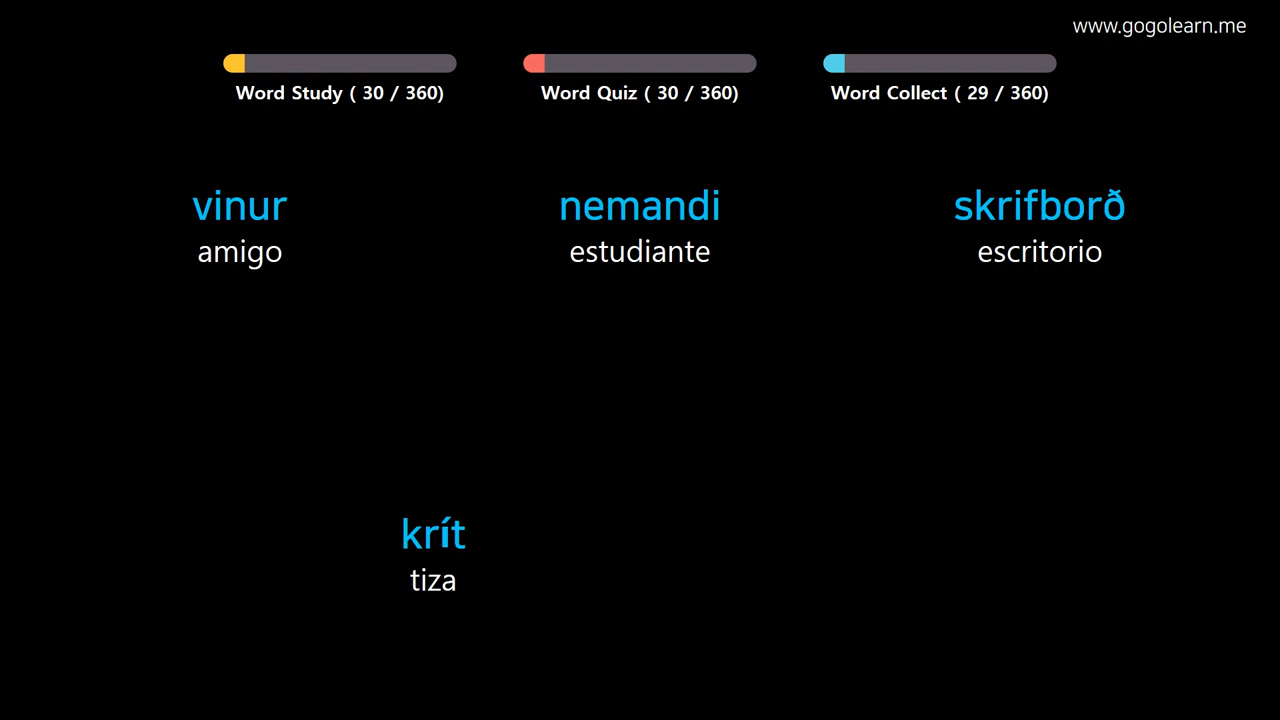 www.gogolearn.me
Word Study ( 30 / 360)
Word Quiz ( 30 / 360)
Word Collect ( 29 / 360)
vinur
amigo
nemandi
estudiante
skrifborð
escritorio
krít
tiza